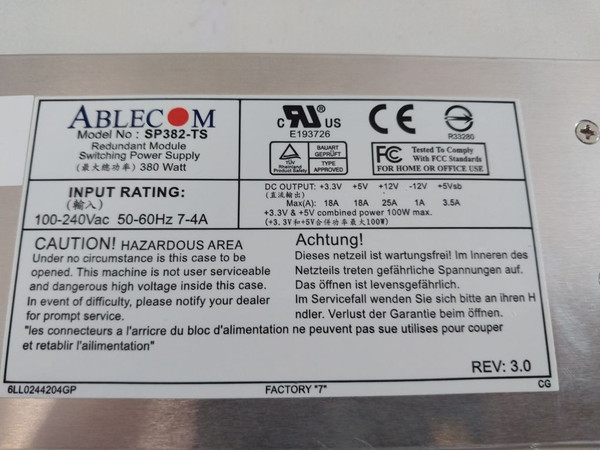 ABLECOM
Model No : SP382-TS
Redundant Module
Switching Power Supply
(最大總功率) 380 Watt
c UL US
E193726
CE
R33280
TÜV
Rheinland
Product Safety
BAUART
GEPRÜFT
TYPE
APPROVED
FC Tested To Comply
With FCC Standards
FOR HOME OR OFFICE USE
INPUT RATING:
(輸入)
100-240Vac 50-60Hz 7-4A
DC OUTPUT: +3.3V +5V +12V -12V +5Vsb
(直流輸出)
Max(A): 18A 18A 25A 1A 3.5A
+3.3V & +5V combined power 100W max.
(+3.3V和+5V合併功率最大100W)
CAUTION! HAZARDOUS AREA
Under no circumstance is this case to be
opened. This machine is not user serviceable
and dangerous high voltage inside this case.
In event of difficulty, please notify your dealer
for prompt service.
Achtung!
Dieses netzeil ist wartungsfrei! Im Inneren des
Netzteils treten gefährliche Spannungen auf.
Das öffnen ist levensgefährlich.
Im Servicefall wenden Sie sich bitte an ihren H
ndler. Verlust der Garantie beim öffnen.
"les connecteurs a l'arricre du bloc d'alimentation ne peuvent pas sue utilises pour couper
et retablir l'ailimentation"
REV: 3.0
6LL0244204GP
FACTORY "7"
CG